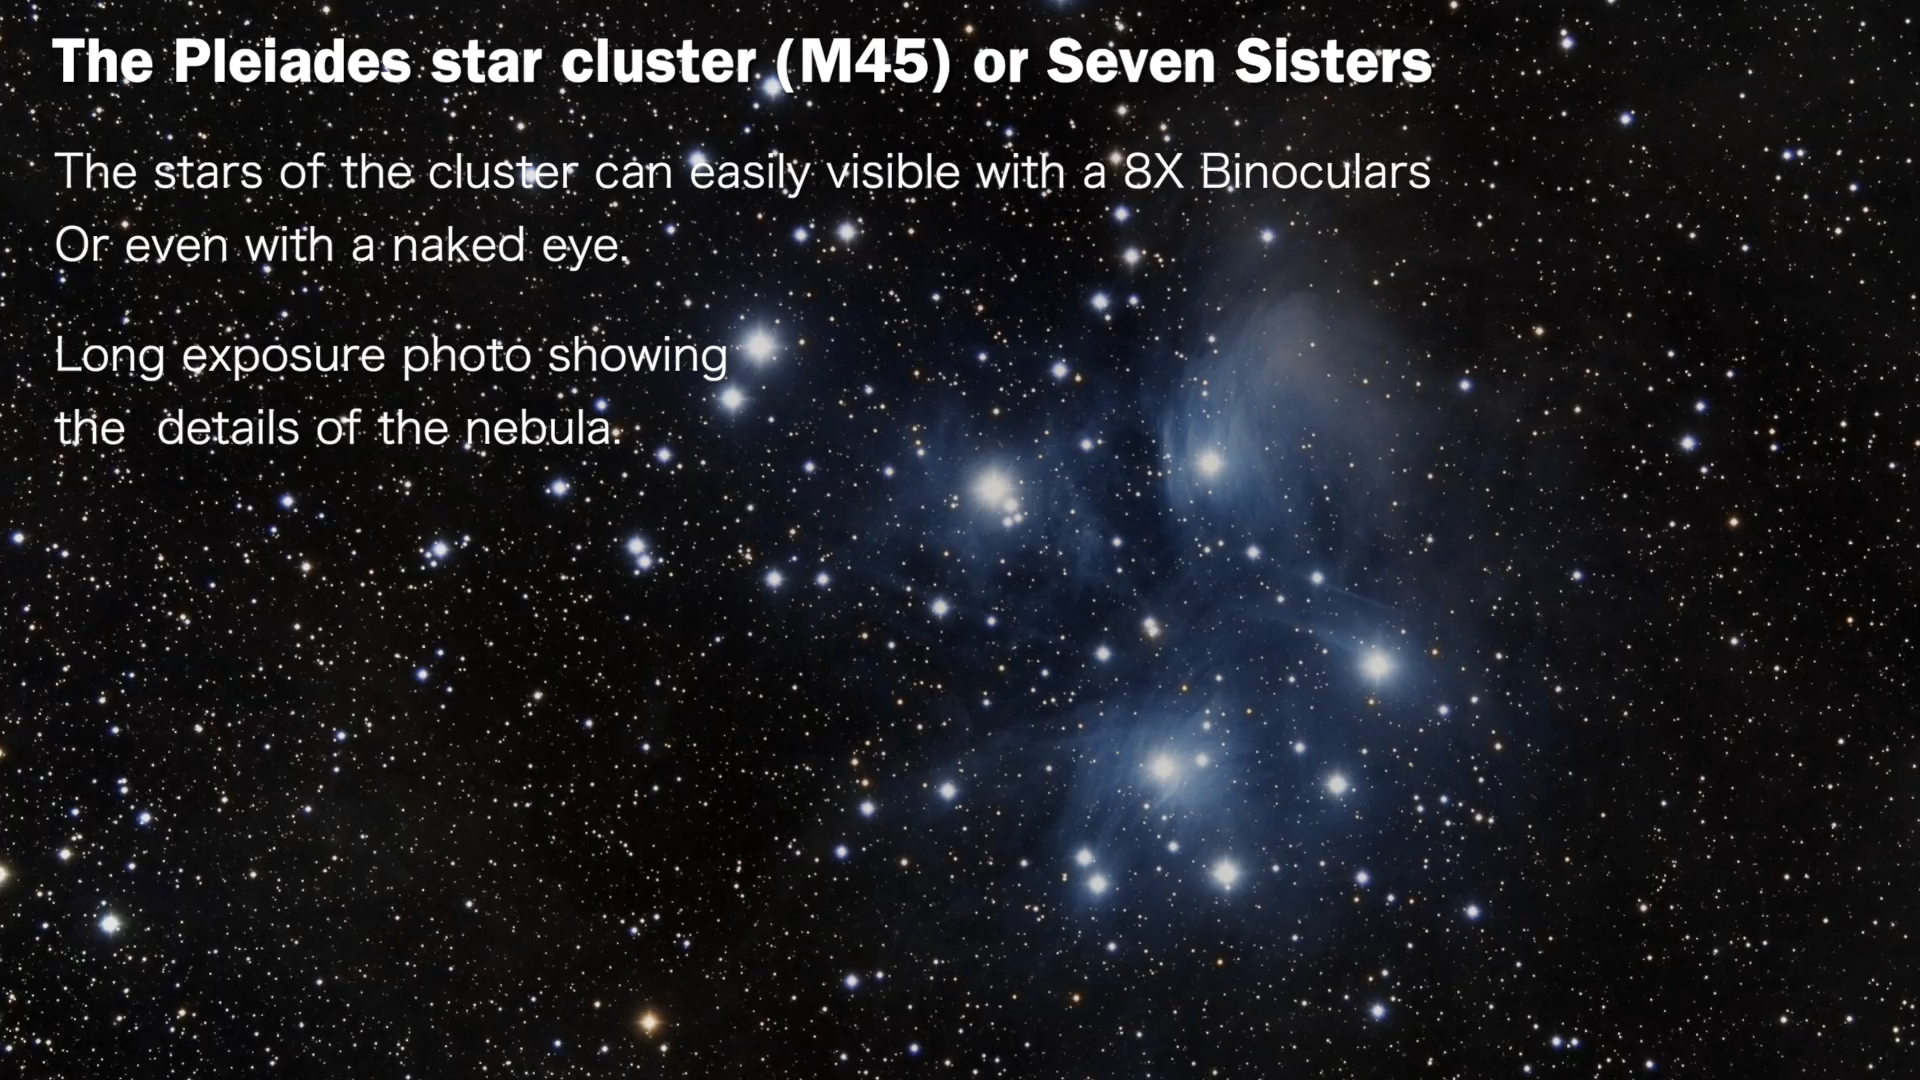 The Pleiades star cluster (M45) or Seven Sisters
The stars of the cluster can easily visible with a 8X Binoculars
Or even with a naked eye.
Long exposure photo showing
the  details of the nebula.